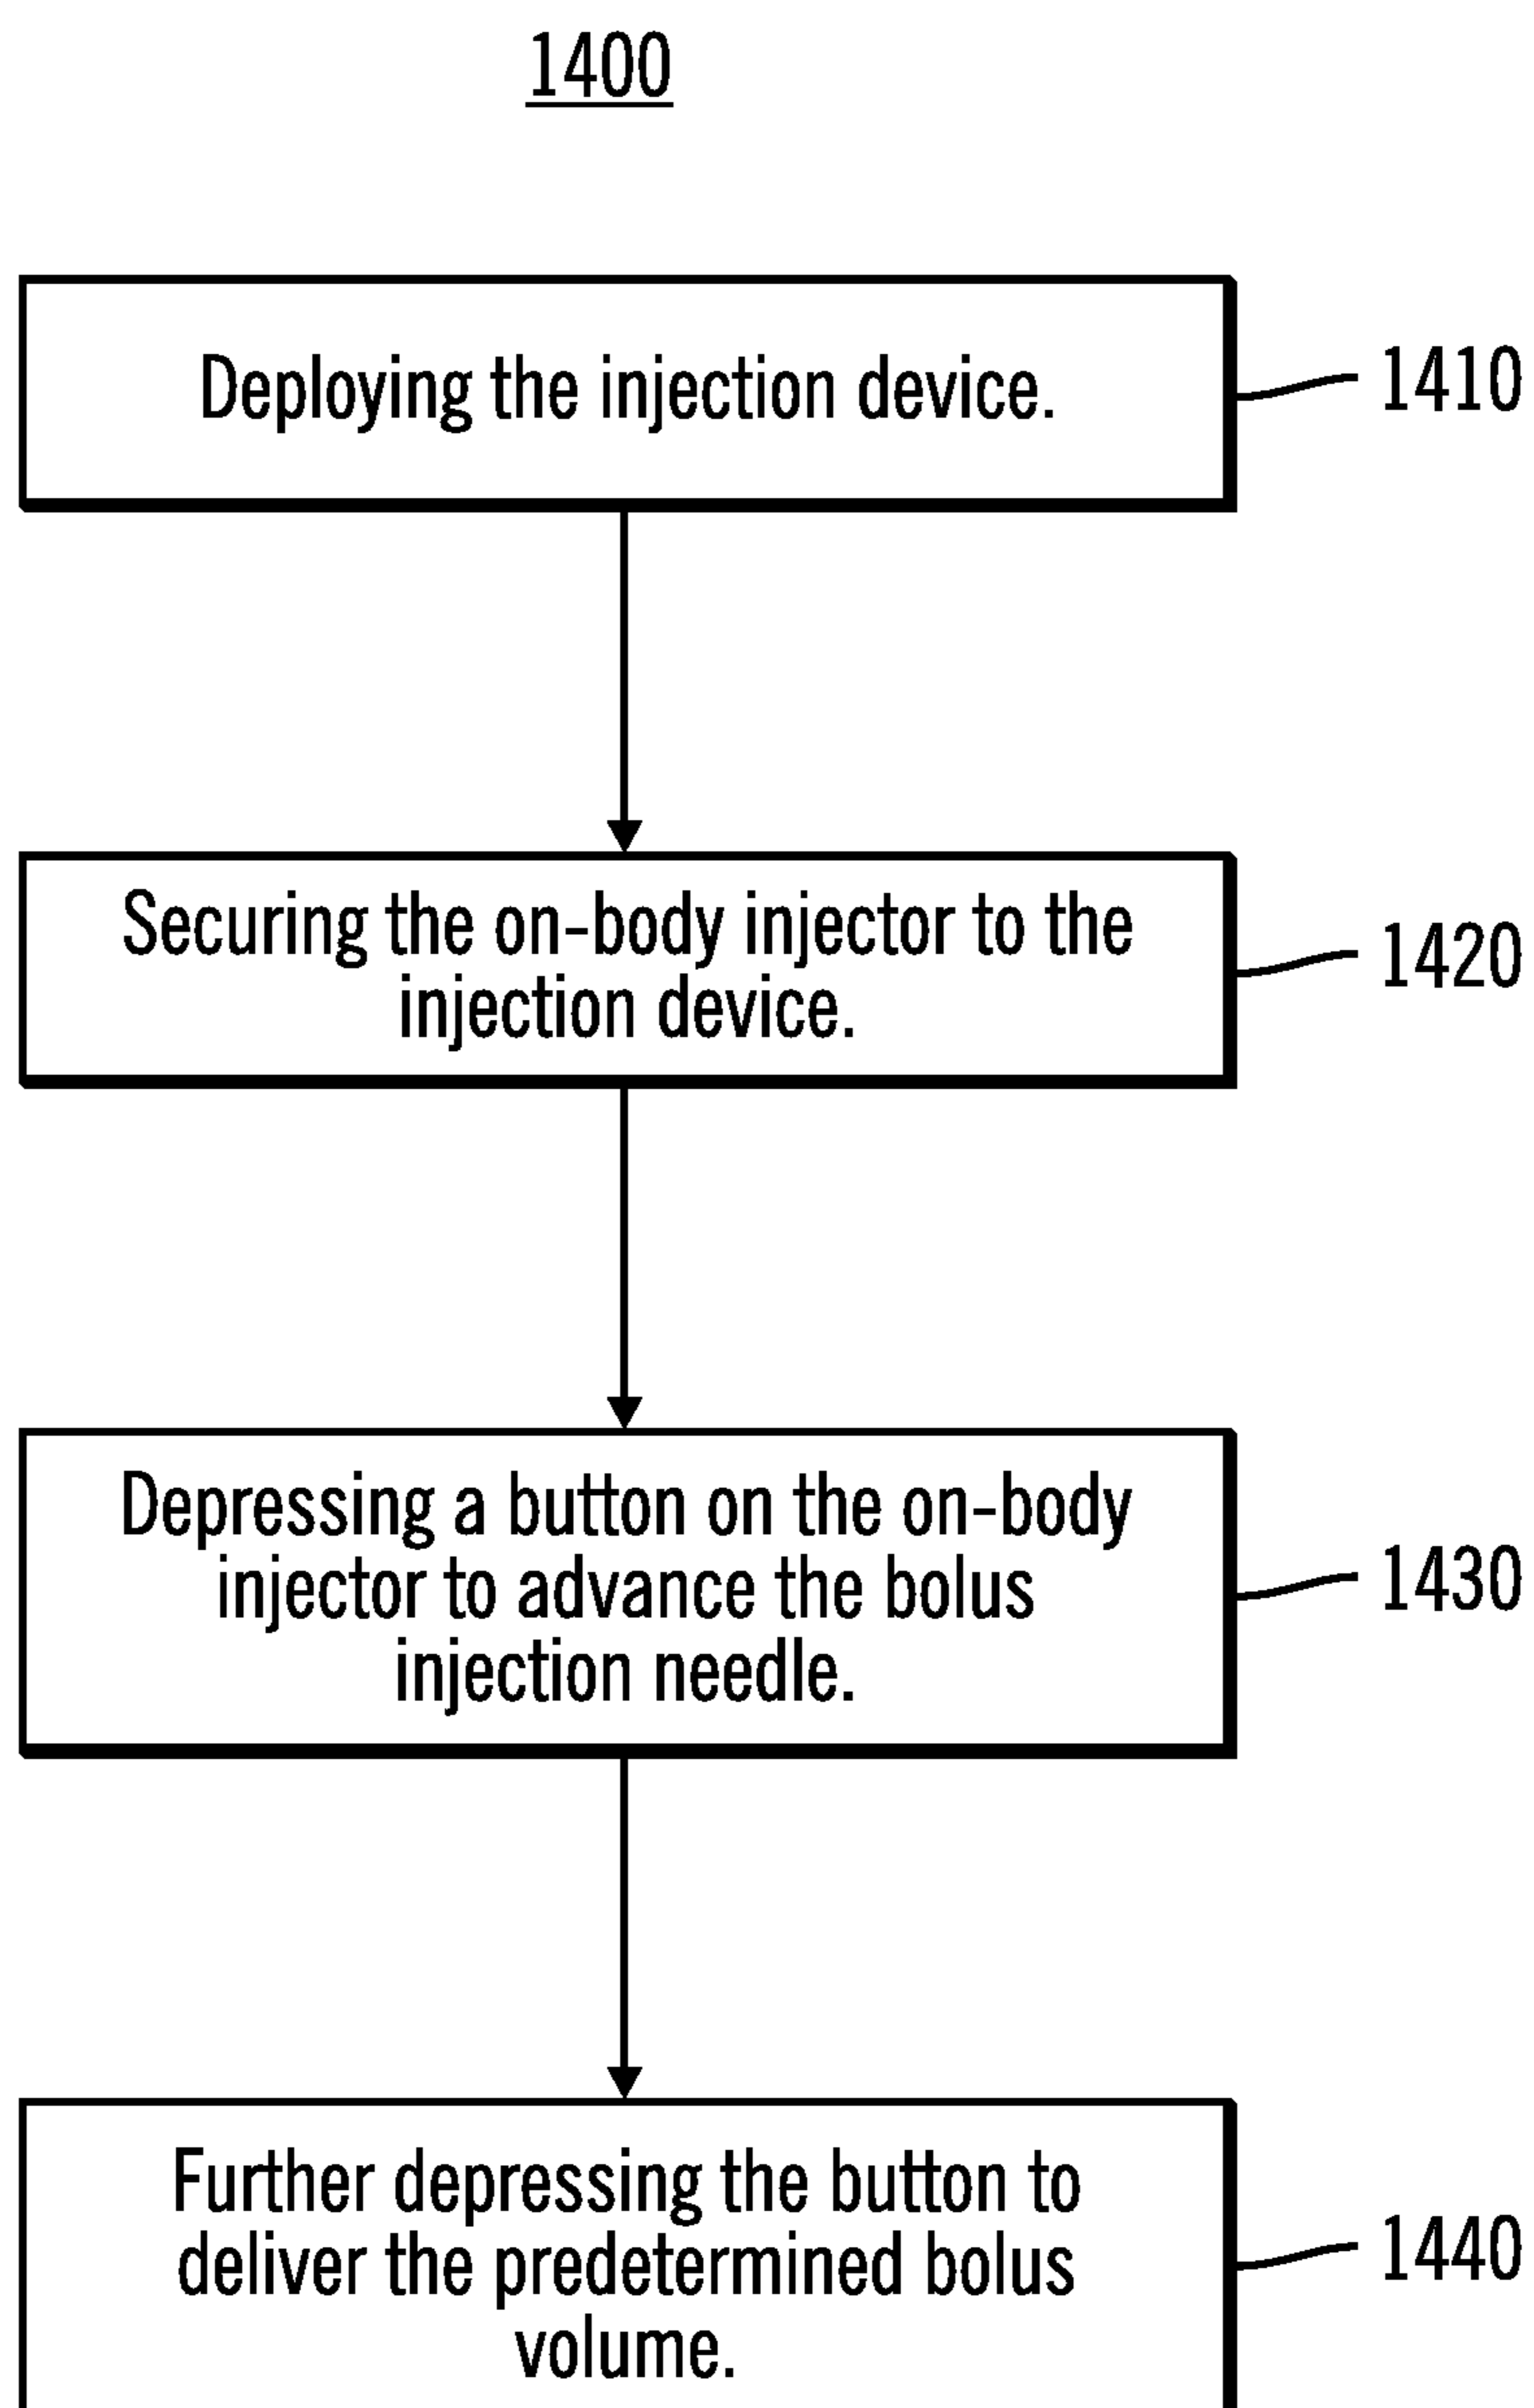 1400
Deploying the injection device.
1410
Securing the on-body injector to the
injection device.
1420
Depressing a button on the on-body
injector to advance the bolus
injection needle.
1430
Further depressing the button to
deliver the predetermined bolus
volume.
1440